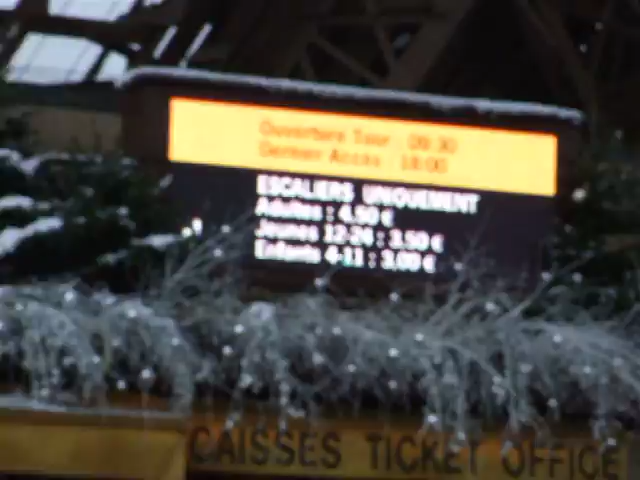 Ouverture Tour : 09:30
Dernier Accès : 18:00
ESCALIERS UNIQUEMENT
Adultes : 4.50 €
Jeunes 12-24 : 3.50 €
Enfants 4-11 : 3.00 €
CAISSES TICKET OFFICE